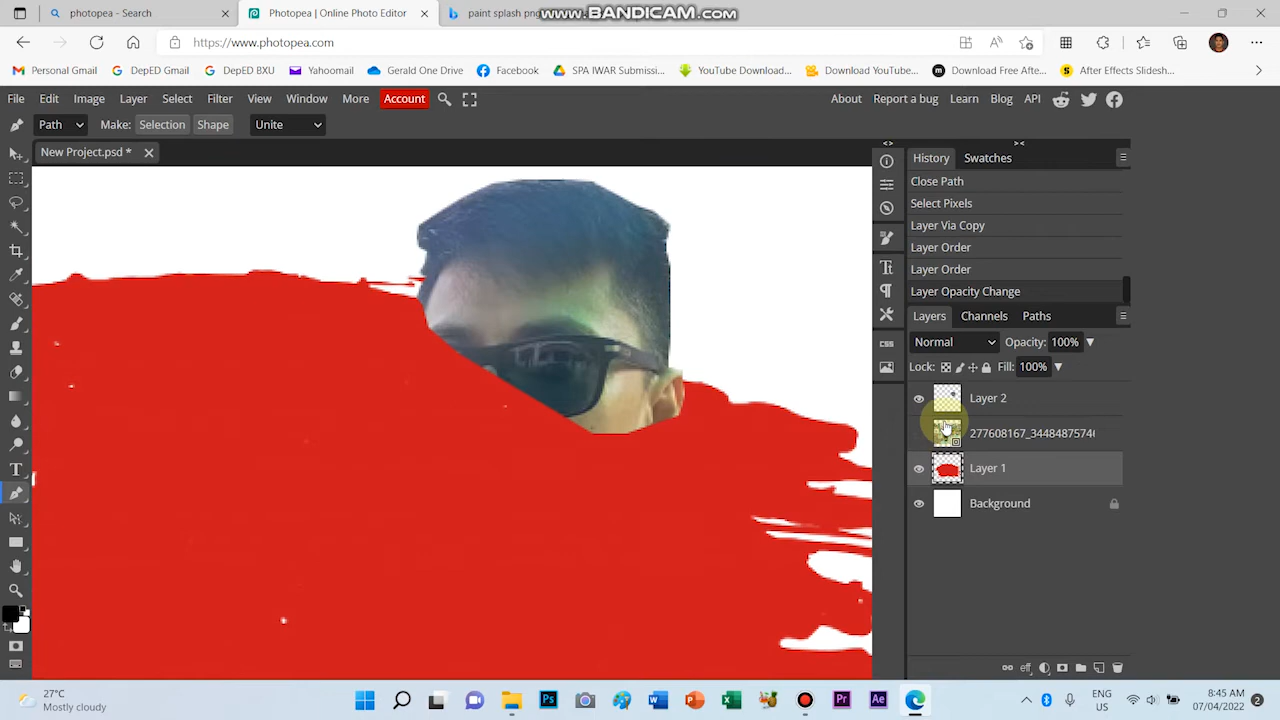 photopea - Search
Photopea | Online Photo Editor
paint splash png
www.BANDICAM.com
https://www.photopea.com
Personal Gmail
DepED Gmail
DepED BXU
Yahoomail
Gerald One Drive
Facebook
SPA IWAR Submissi...
YouTube Download...
Download YouTube...
Download Free Afte...
After Effects Slidesh...
File Edit Image Layer Select Filter View Window More Account
About Report a bug Learn Blog API
Path Make: Selection Shape Unite
New Project.psd *
History Swatches
Close Path
Select Pixels
Layer Via Copy
Layer Order
Layer Order
Layer Opacity Change
Layers Channels Paths
Normal Opacity: 100%
Lock: Fill: 100%
Layer 2
277608167_3448487574
Layer 1
Background
CSS
27°C
Mostly cloudy
ENG
US
8:45 AM
07/04/2022
2